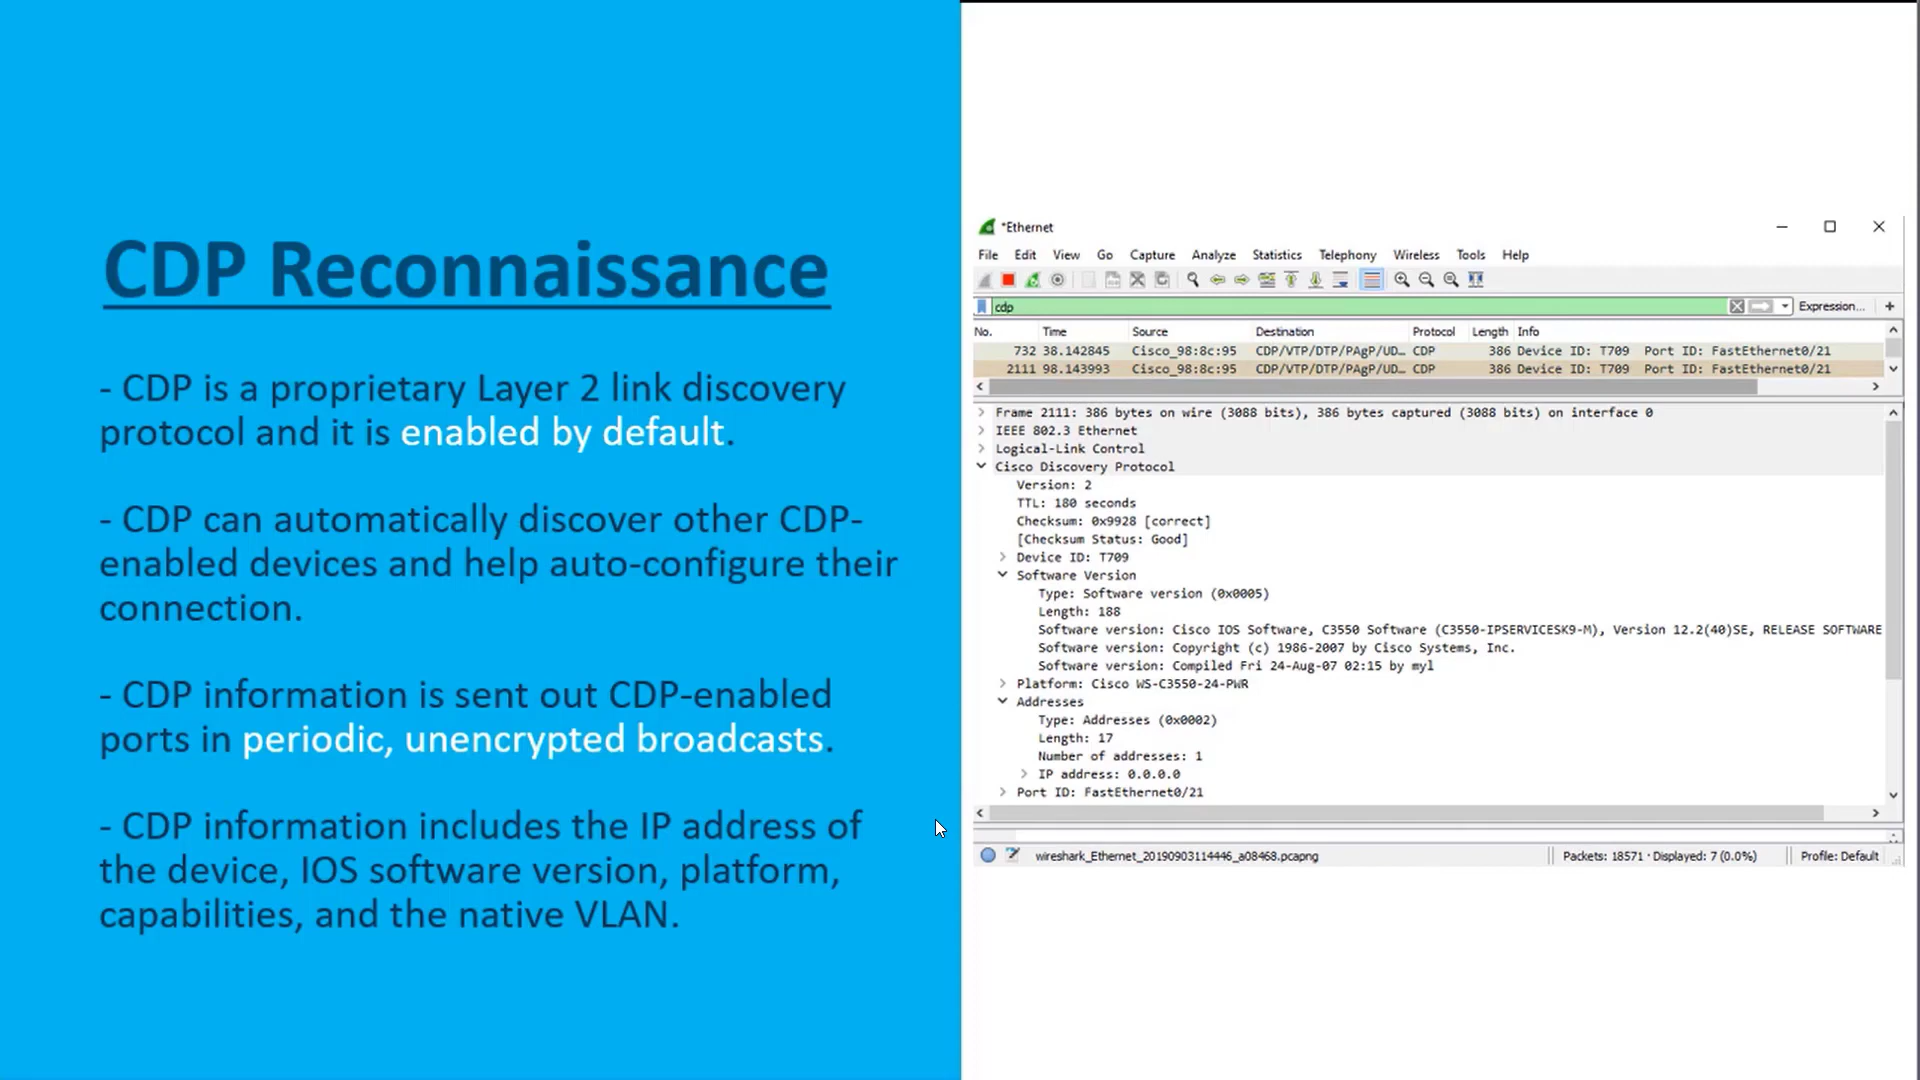 CDP Reconnaissance
- CDP is a proprietary Layer 2 link discovery
protocol and it is enabled by default.
- CDP can automatically discover other CDP-
enabled devices and help auto-configure their
connection.
- CDP information is sent out CDP-enabled
ports in periodic, unencrypted broadcasts.
- CDP information includes the IP address of
the device, IOS software version, platform,
capabilities, and the native VLAN.
*Ethernet
File Edit View Go Capture Analyze Statistics Telephony Wireless Tools Help
cdp Expression... +
No. Time Source Destination Protocol Length Info
732 38.142845 Cisco_98:8c:95 CDP/VTP/DTP/PAgP/UD… CDP 386 Device ID: T709 Port ID: FastEthernet0/21
2111 98.143993 Cisco_98:8c:95 CDP/VTP/DTP/PAgP/UD… CDP 386 Device ID: T709 Port ID: FastEthernet0/21
Frame 2111: 386 bytes on wire (3088 bits), 386 bytes captured (3088 bits) on interface 0
IEEE 802.3 Ethernet
Logical-Link Control
Cisco Discovery Protocol
Version: 2
TTL: 180 seconds
Checksum: 0x9928 [correct]
[Checksum Status: Good]
Device ID: T709
Software Version
Type: Software version (0x0005)
Length: 188
Software version: Cisco IOS Software, C3550 Software (C3550-IPSERVICESK9-M), Version 12.2(40)SE, RELEASE SOFTWARE
Software version: Copyright (c) 1986-2007 by Cisco Systems, Inc.
Software version: Compiled Fri 24-Aug-07 02:15 by myl
Platform: Cisco WS-C3550-24-PWR
Addresses
Type: Addresses (0x0002)
Length: 17
Number of addresses: 1
IP address: 0.0.0.0
Port ID: FastEthernet0/21
wireshark_Ethernet_20190903114446_a08468.pcapng Packets: 18571 · Displayed: 7 (0.0%) Profile: Default